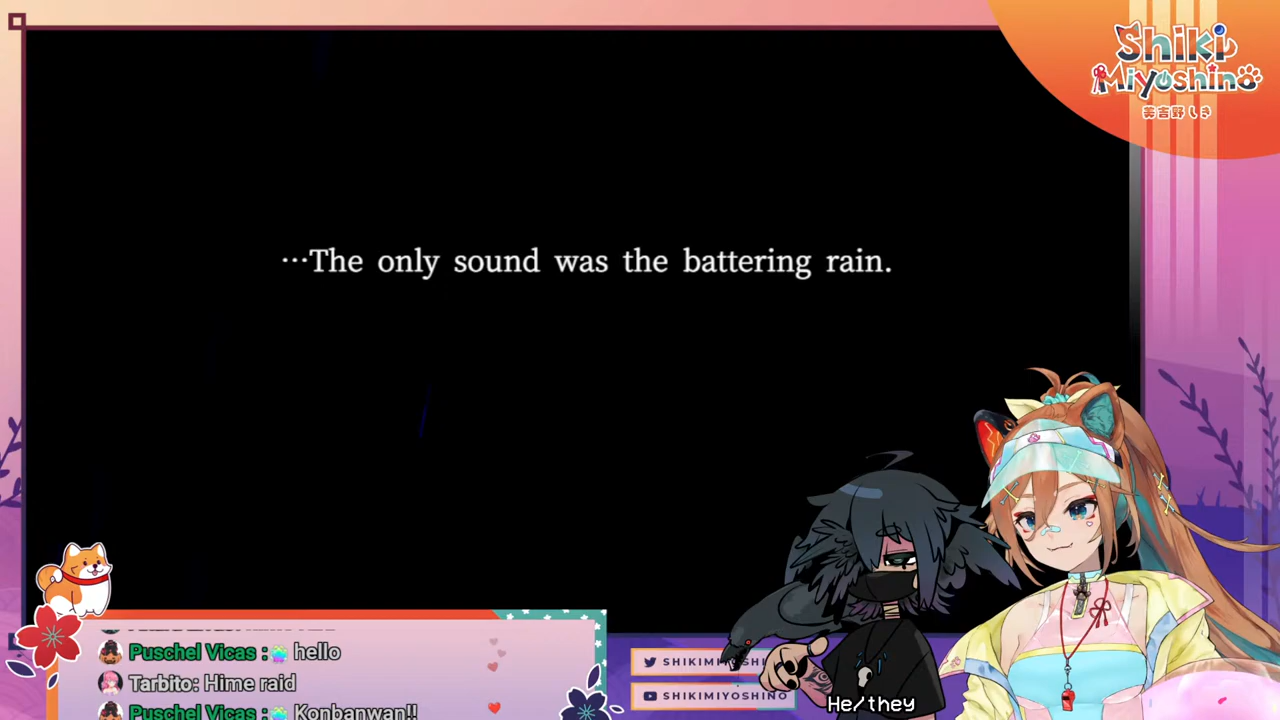 Shiki
Miyoshino
美吉野しき
…The only sound was the battering rain.
Puschel Vicas : hello
Tarbito: Hime raid
Puschel Vicas : Konbanwan!!
SHIKIMIYOSHINO
He/they